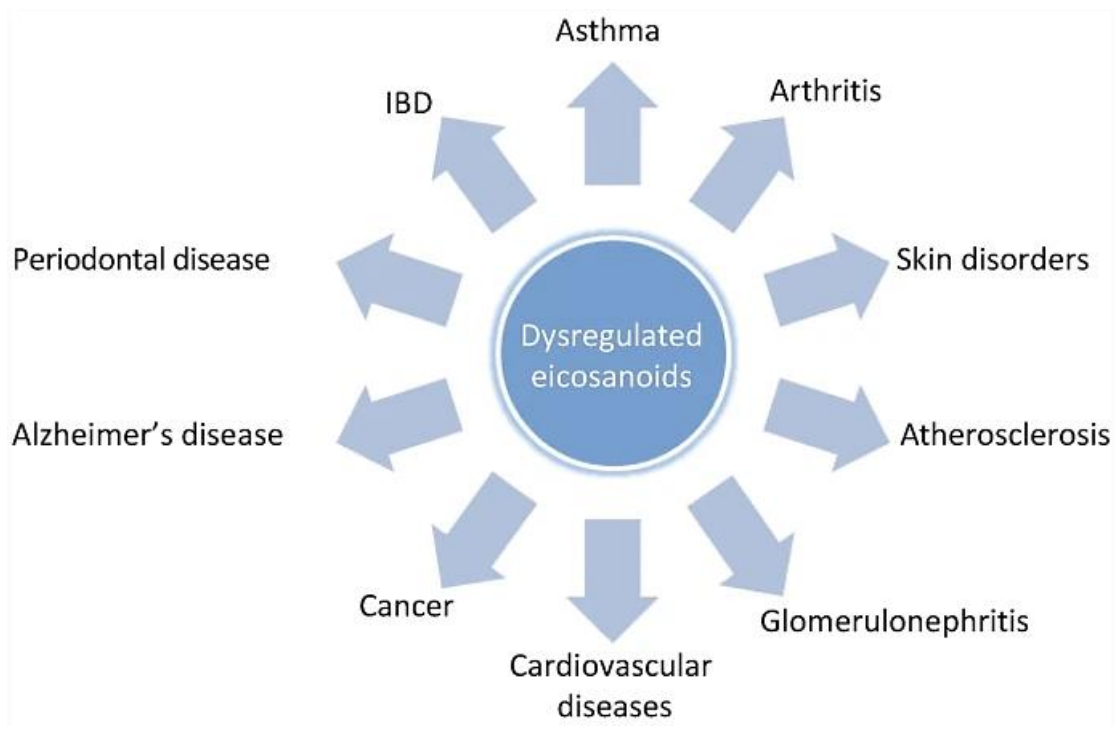 Asthma
Arthritis
IBD
Skin disorders
Periodontal disease
Dysregulated
eicosanoids
Atherosclerosis
Alzheimer’s disease
Glomerulonephritis
Cancer
Cardiovascular
diseases